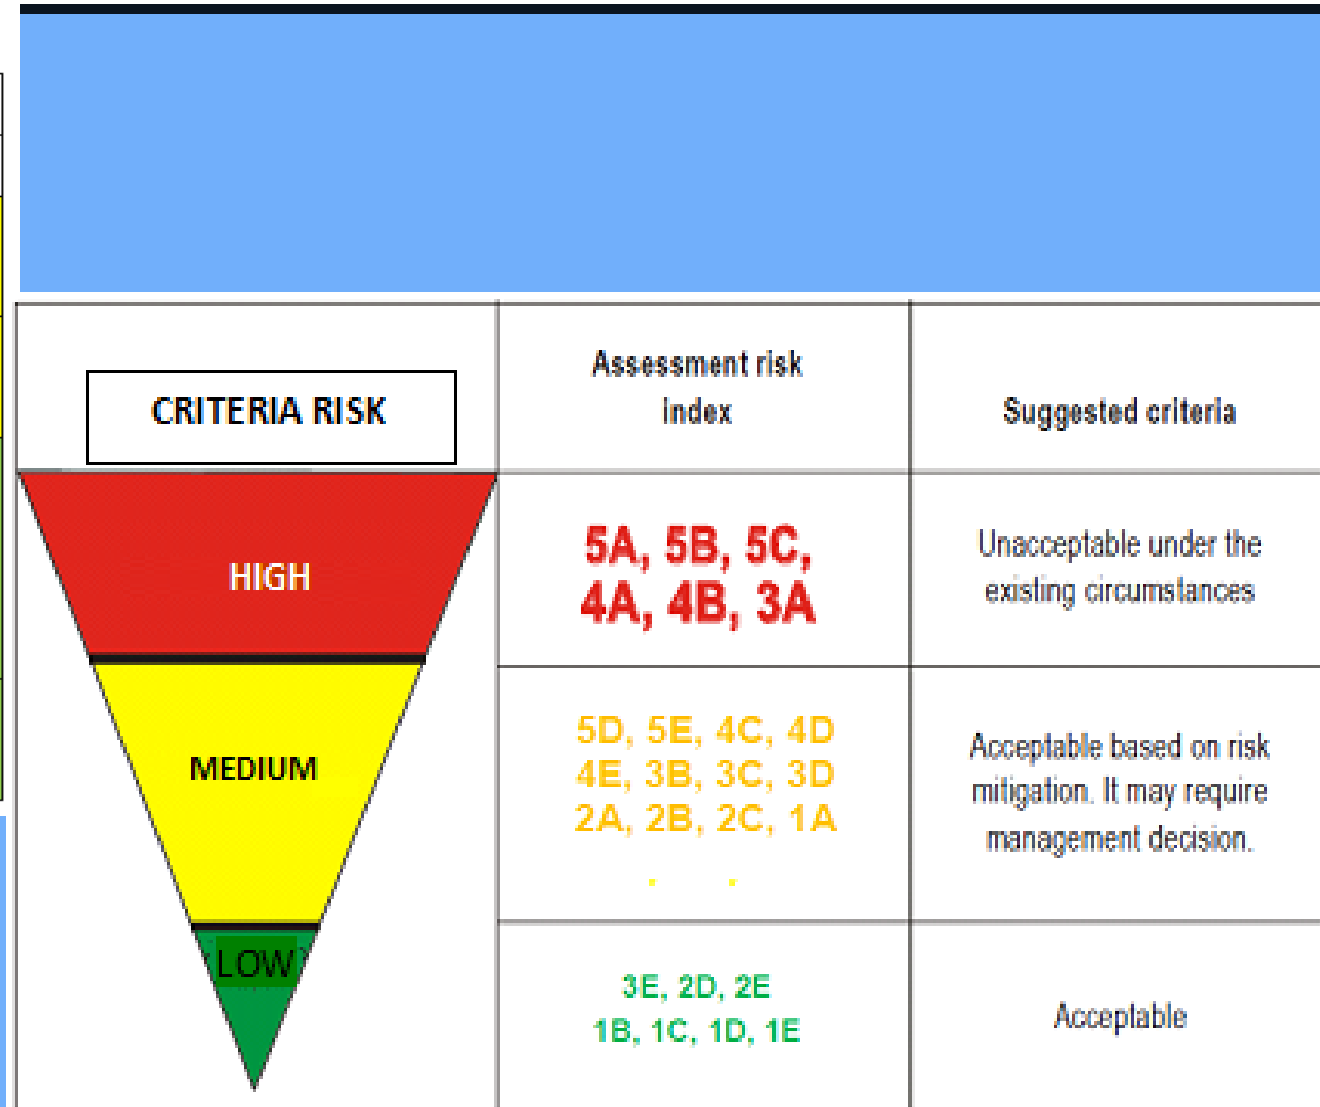 CRITERIA RISK
Assessment risk
index
Suggested criteria
HIGH
5A, 5B, 5C,
4A, 4B, 3A
Unacceptable under the
existing circumstances
MEDIUM
5D, 5E, 4C, 4D
4E, 3B, 3C, 3D
2A, 2B, 2C, 1A
Acceptable based on risk
mitigation. It may require
management decision.
LOW
3E, 2D, 2E
1B, 1C, 1D, 1E
Acceptable